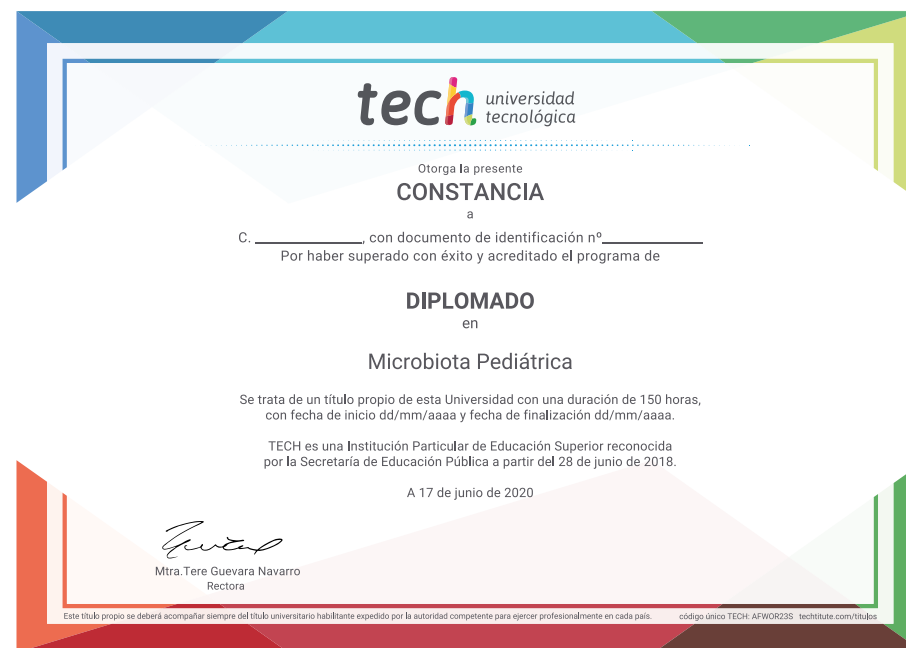 tech universidad
tecnológica
Otorga la presente
CONSTANCIA
a
C. ____________, con documento de identificación nº____________
Por haber superado con éxito y acreditado el programa de
DIPLOMADO
en
Microbiota Pediátrica
Se trata de un título propio de esta Universidad con una duración de 150 horas,
con fecha de inicio dd/mm/aaaa y fecha de finalización dd/mm/aaaa.
TECH es una Institución Particular de Educación Superior reconocida
por la Secretaría de Educación Pública a partir del 28 de junio de 2018.
A 17 de junio de 2020
Mtra.Tere Guevara Navarro
Rectora
Este título propio se deberá acompañar siempre del título universitario habilitante expedido por la autoridad competente para ejercer profesionalmente en cada país. código único TECH: AFWOR23S techtitute.com/titulos